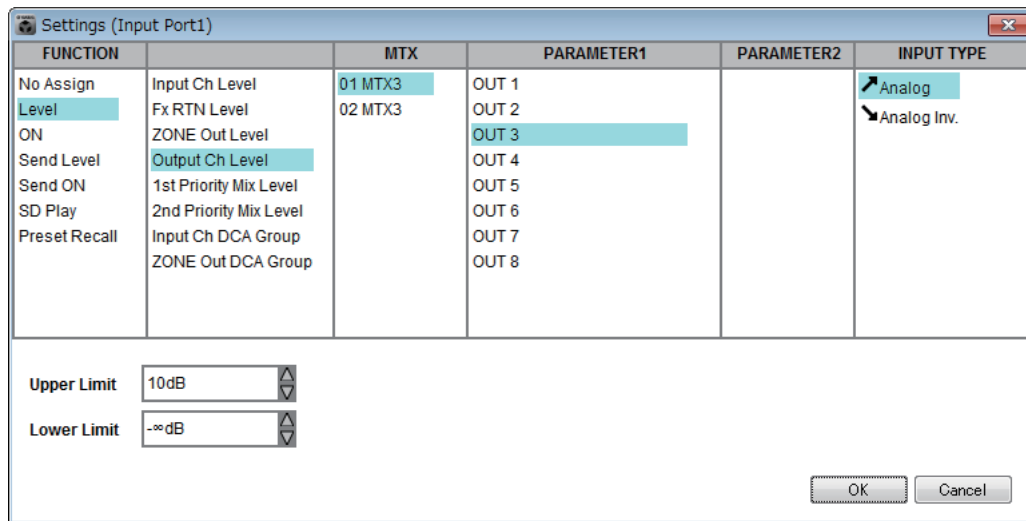 Settings (Input Port1)
FUNCTION MTX PARAMETER1 PARAMETER2 INPUT TYPE
No Assign Input Ch Level 01 MTX3 OUT 1 Analog
Level Fx RTN Level 02 MTX3 OUT 2 Analog Inv.
ON ZONE Out Level OUT 3
Send Level Output Ch Level OUT 4
Send ON 1st Priority Mix Level OUT 5
SD Play 2nd Priority Mix Level OUT 6
Preset Recall Input Ch DCA Group OUT 7
ZONE Out DCA Group OUT 8
Upper Limit 10dB
Lower Limit -∞dB
OK Cancel